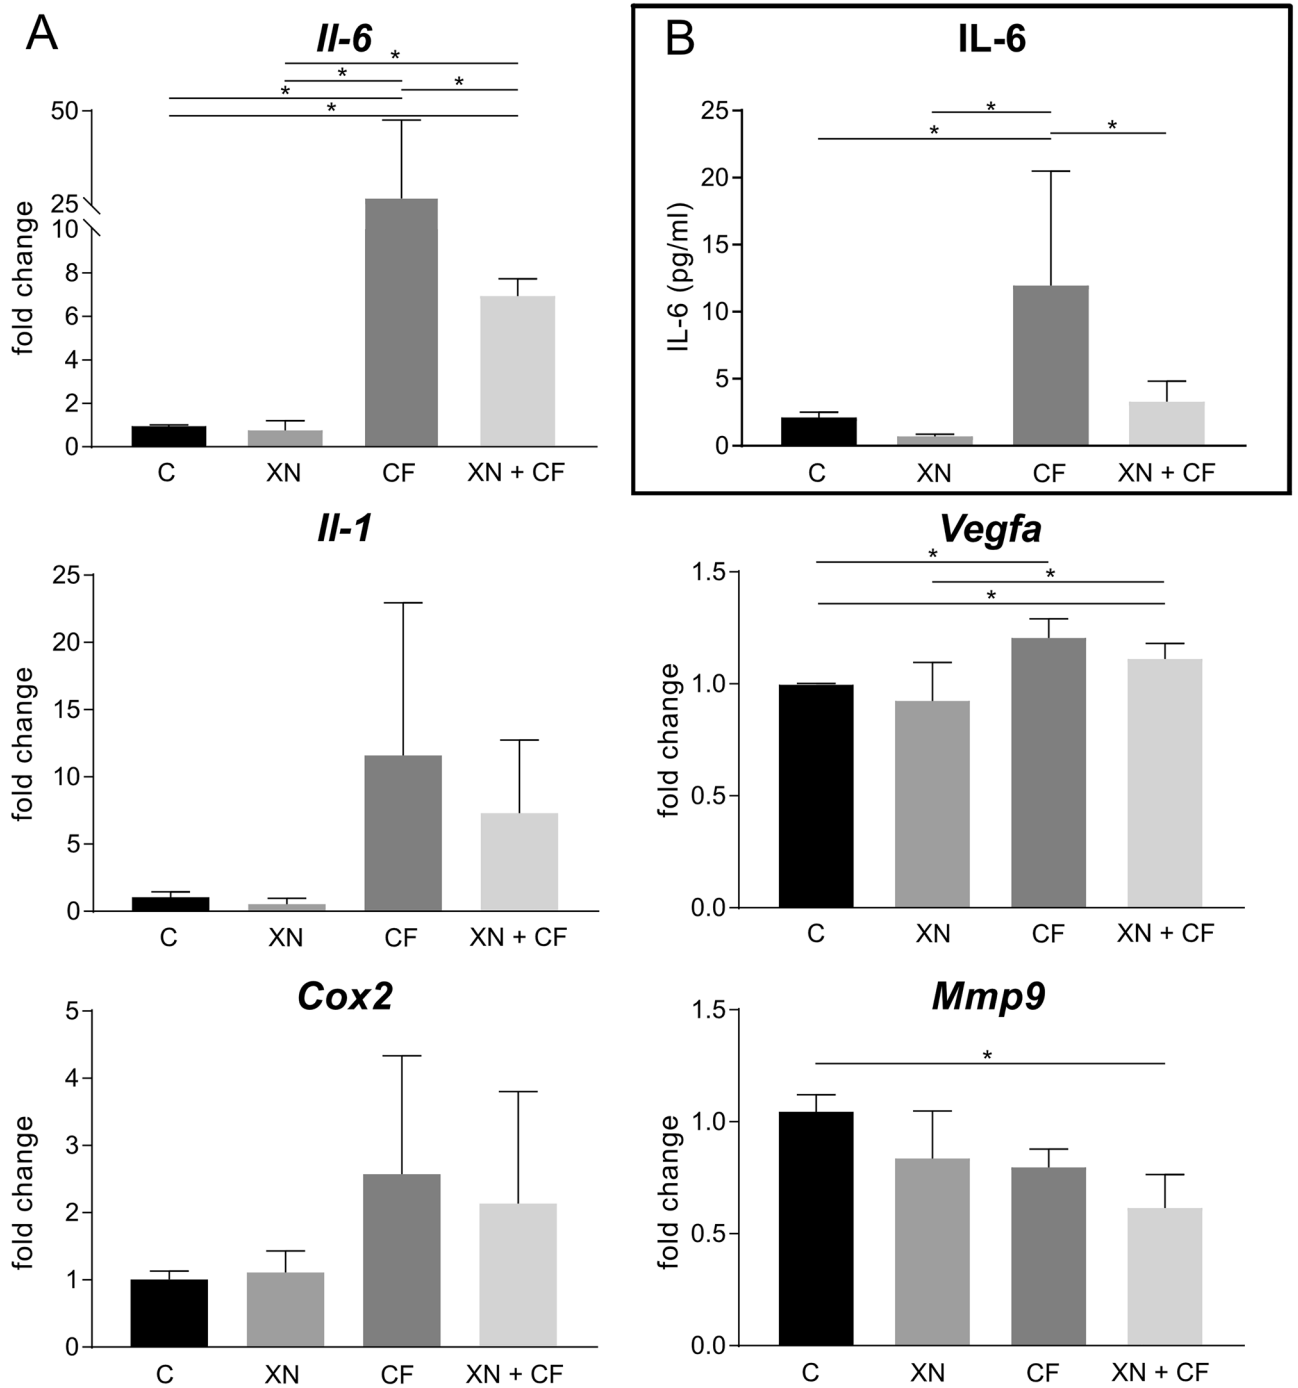 A
Il-6
*
*
*
*
*
50
25
10
8
6
4
2
0
fold change
C XN CF XN + CF
B
IL-6
*
*
*
25
20
15
10
5
0
IL-6 (pg/ml)
C XN CF XN + CF
Il-1
25
20
15
10
5
0
fold change
C XN CF XN + CF
Vegfa
*
*
*
1.5
1.0
0.5
0.0
fold change
C XN CF XN + CF
Cox2
5
4
3
2
1
0
fold change
C XN CF XN + CF
Mmp9
*
1.5
1.0
0.5
0.0
fold change
C XN CF XN + CF